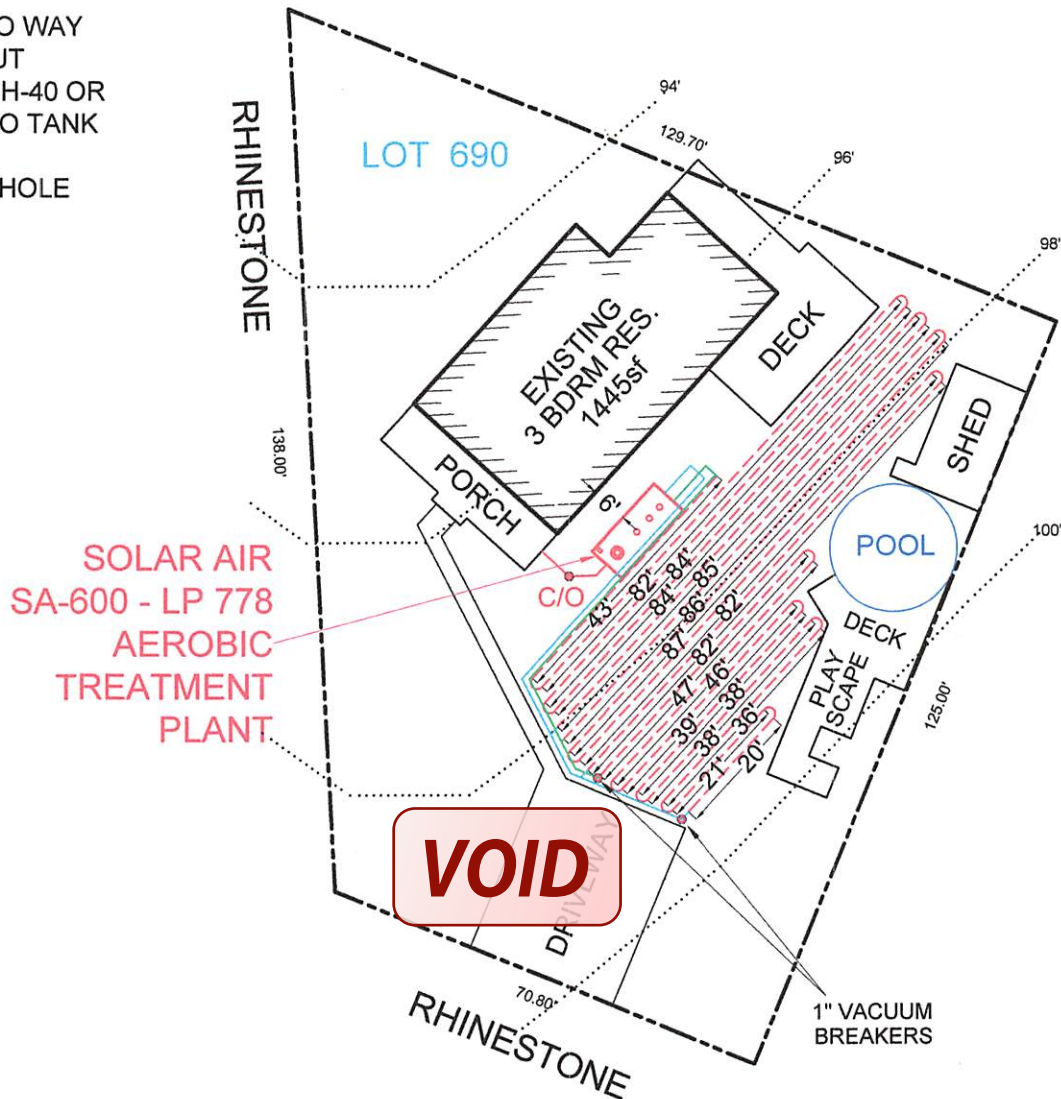 O WAY
UT
H-40 OR
O TANK
HOLE
RHINESTONE
LOT 690
94'
129.70'
96'
98'
EXISTING
3 BDRM RES.
1445sf
DECK
SHED
138.00'
PORCH
6'
POOL
100'
SOLAR AIR
SA-600 - LP 778
AEROBIC
TREATMENT
PLANT
C/O
43'
82'
84'
84'
85'
86'
87'
82'
82'
46'
47'
38'
39'
36'
38'
20'
21'
DECK
PLAY
SCAPE
125.00'
VOID
DRIVEWAY
70.80'
RHINESTONE
1" VACUUM
BREAKERS